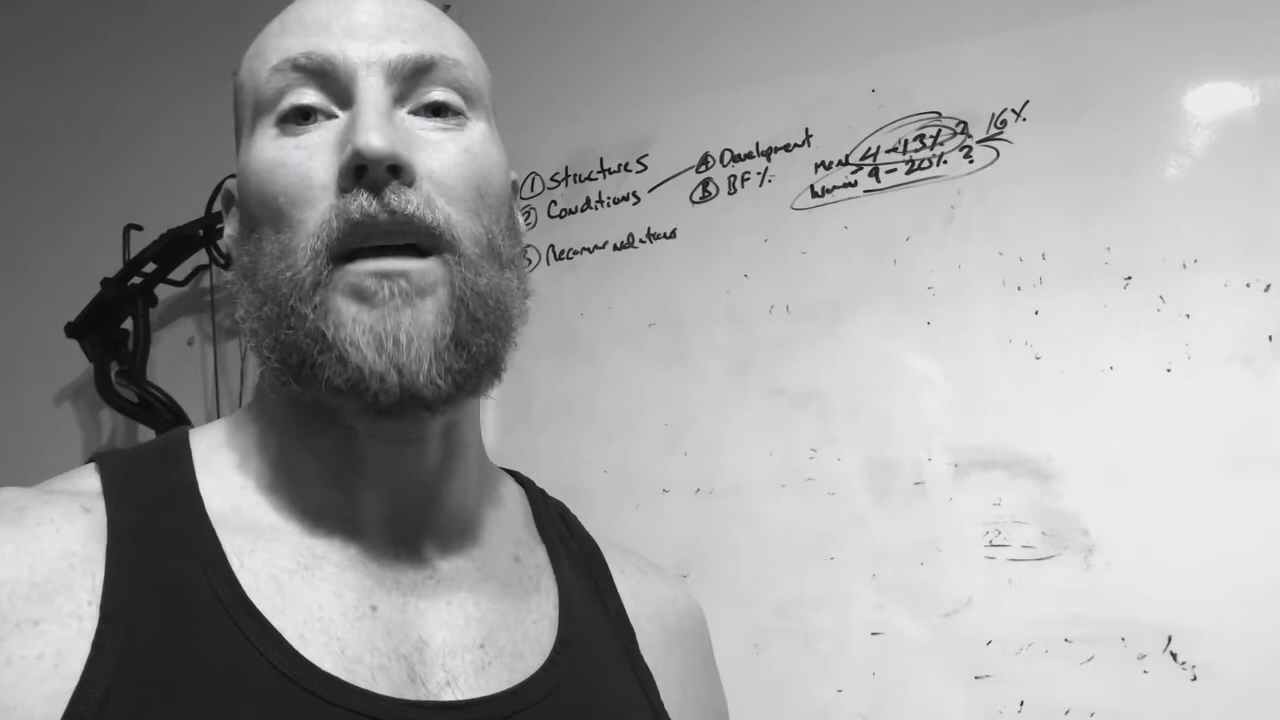 ① Structures
② Conditions
Ⓐ Development
Ⓑ BF%
3) Recommendations
Men 4-13% ? 16%
Women 9-20% ?